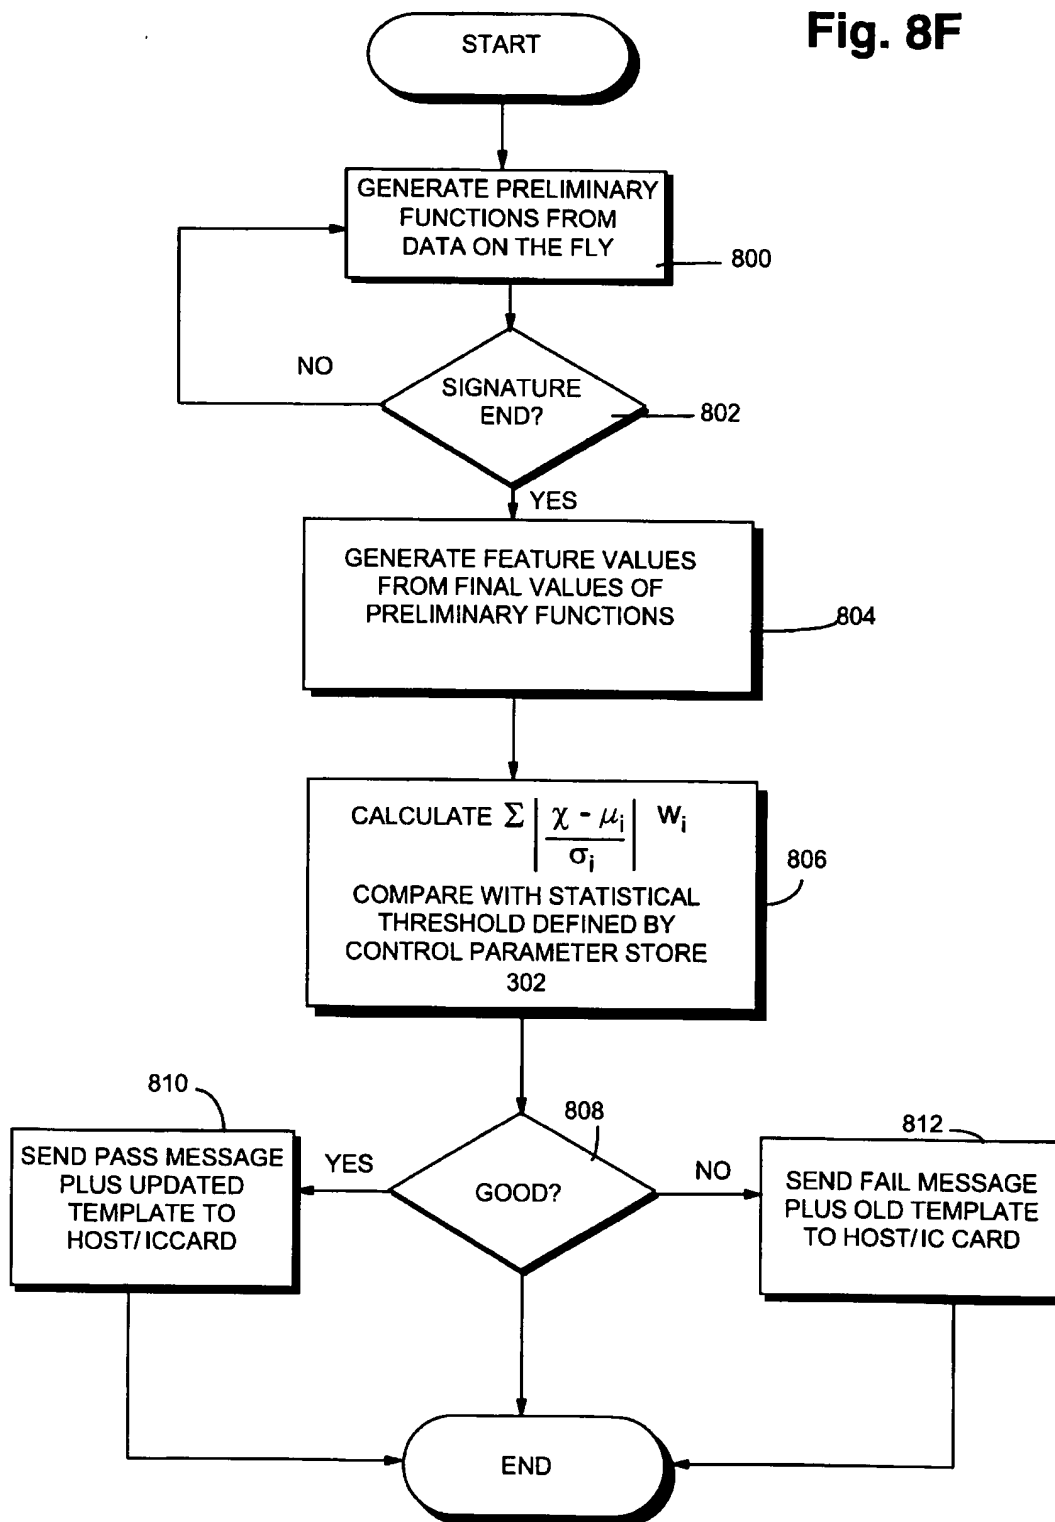 Fig. 8F
START
GENERATE PRELIMINARY
FUNCTIONS FROM
DATA ON THE FLY
800
NO
SIGNATURE
END?
802
YES
GENERATE FEATURE VALUES
FROM FINAL VALUES OF
PRELIMINARY FUNCTIONS
804
CALCULATE Σ | (χ - μi) / σi | wi
COMPARE WITH STATISTICAL
THRESHOLD DEFINED BY
CONTROL PARAMETER STORE
302
806
810
808
812
SEND PASS MESSAGE
PLUS UPDATED
TEMPLATE TO
HOST/ICCARD
YES
GOOD?
NO
SEND FAIL MESSAGE
PLUS OLD TEMPLATE
TO HOST/IC CARD
END